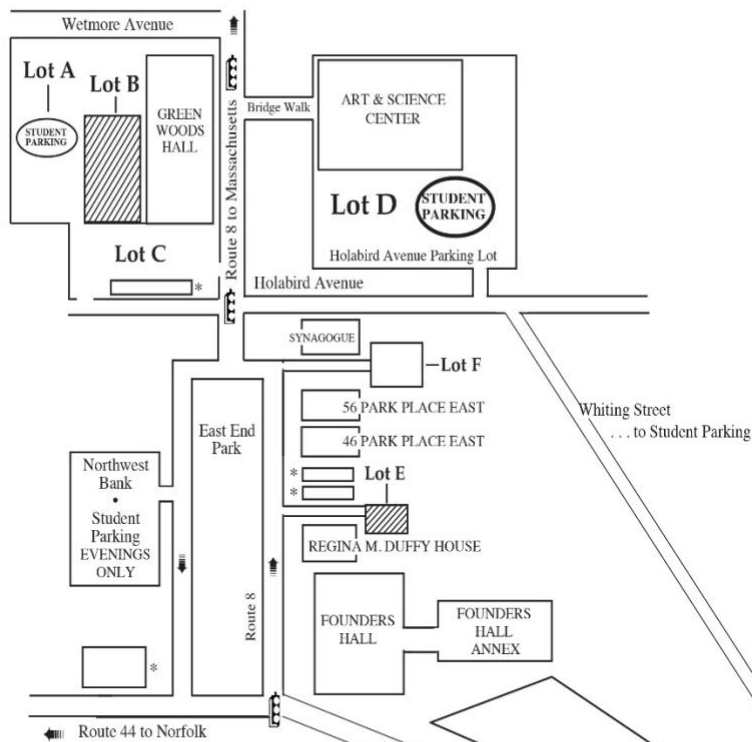 Wetmore Avenue
Lot A
Lot B
STUDENT
PARKING
GREEN
WOODS
HALL
Route 8 to Massachusetts
Bridge Walk
ART & SCIENCE
CENTER
Lot D
STUDENT
PARKING
Holabird Avenue Parking Lot
Lot C
*
Holabird Avenue
SYNAGOGUE
Lot F
56 PARK PLACE EAST
46 PARK PLACE EAST
Whiting Street
. . . to Student Parking
East End
Park
Northwest
Bank
•
Student
Parking
EVENINGS
ONLY
*
*
Lot E
REGINA M. DUFFY HOUSE
Route 8
FOUNDERS
HALL
FOUNDERS
HALL
ANNEX
*
Route 44 to Norfolk